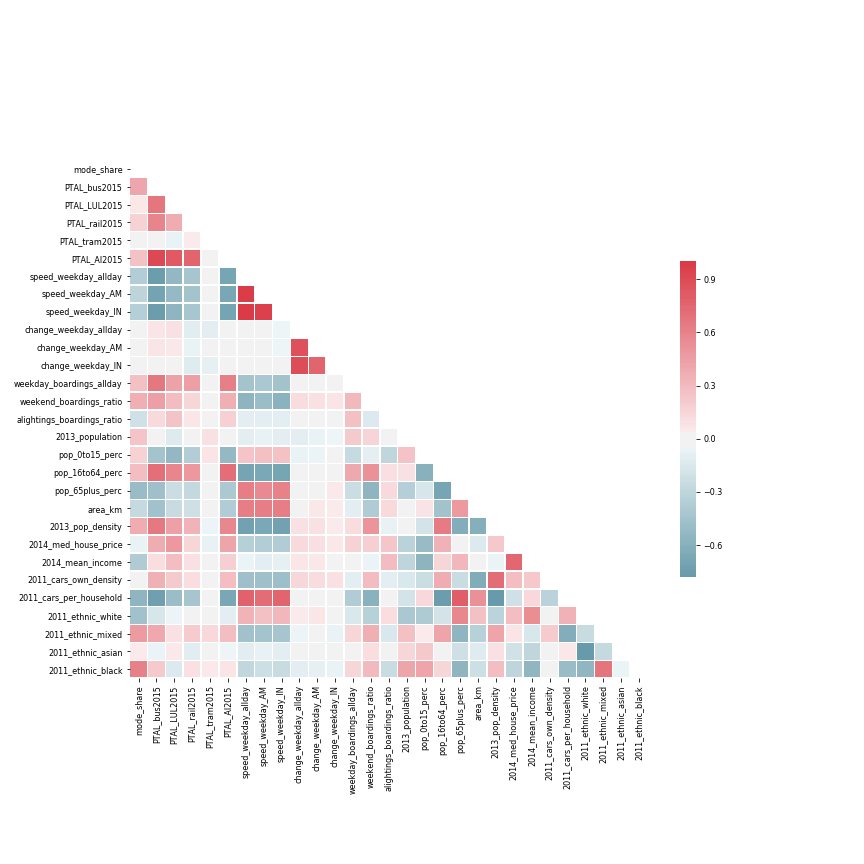 mode_share
PTAL_bus2015
PTAL_LUL2015
PTAL_rail2015
PTAL_tram2015
PTAL_AI2015
speed_weekday_allday
speed_weekday_AM
speed_weekday_IN
change_weekday_allday
change_weekday_AM
change_weekday_IN
weekday_boardings_allday
weekend_boardings_ratio
alightings_boardings_ratio
2013_population
pop_0to15_perc
pop_16to64_perc
pop_65plus_perc
area_km
2013_pop_density
2014_med_house_price
2014_mean_income
2011_cars_own_density
2011_cars_per_household
2011_ethnic_white
2011_ethnic_mixed
2011_ethnic_asian
2011_ethnic_black
mode_share
PTAL_bus2015
PTAL_LUL2015
PTAL_rail2015
PTAL_tram2015
PTAL_AI2015
speed_weekday_allday
speed_weekday_AM
speed_weekday_IN
change_weekday_allday
change_weekday_AM
change_weekday_IN
weekday_boardings_allday
weekend_boardings_ratio
alightings_boardings_ratio
2013_population
pop_0to15_perc
pop_16to64_perc
pop_65plus_perc
area_km
2013_pop_density
2014_med_house_price
2014_mean_income
2011_cars_own_density
2011_cars_per_household
2011_ethnic_white
2011_ethnic_mixed
2011_ethnic_asian
2011_ethnic_black
0.9
0.6
0.3
0.0
−0.3
−0.6